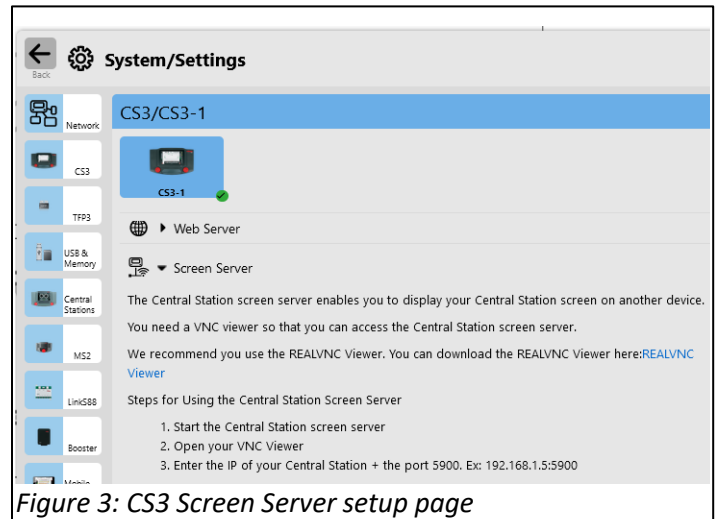 Back
System/Settings
Network
CS3
TFP3
USB &
Memory
Central
Stations
MS2
LinkS88
Booster
CS3/CS3-1
CS3-1
Web Server
Screen Server
The Central Station screen server enables you to display your Central Station screen on another device.
You need a VNC viewer so that you can access the Central Station screen server.
We recommend you use the REALVNC Viewer. You can download the REALVNC Viewer here:REALVNC
Viewer
Steps for Using the Central Station Screen Server
1. Start the Central Station screen server
2. Open your VNC Viewer
3. Enter the IP of your Central Station + the port 5900. Ex: 192.168.1.5:5900
Figure 3: CS3 Screen Server setup page